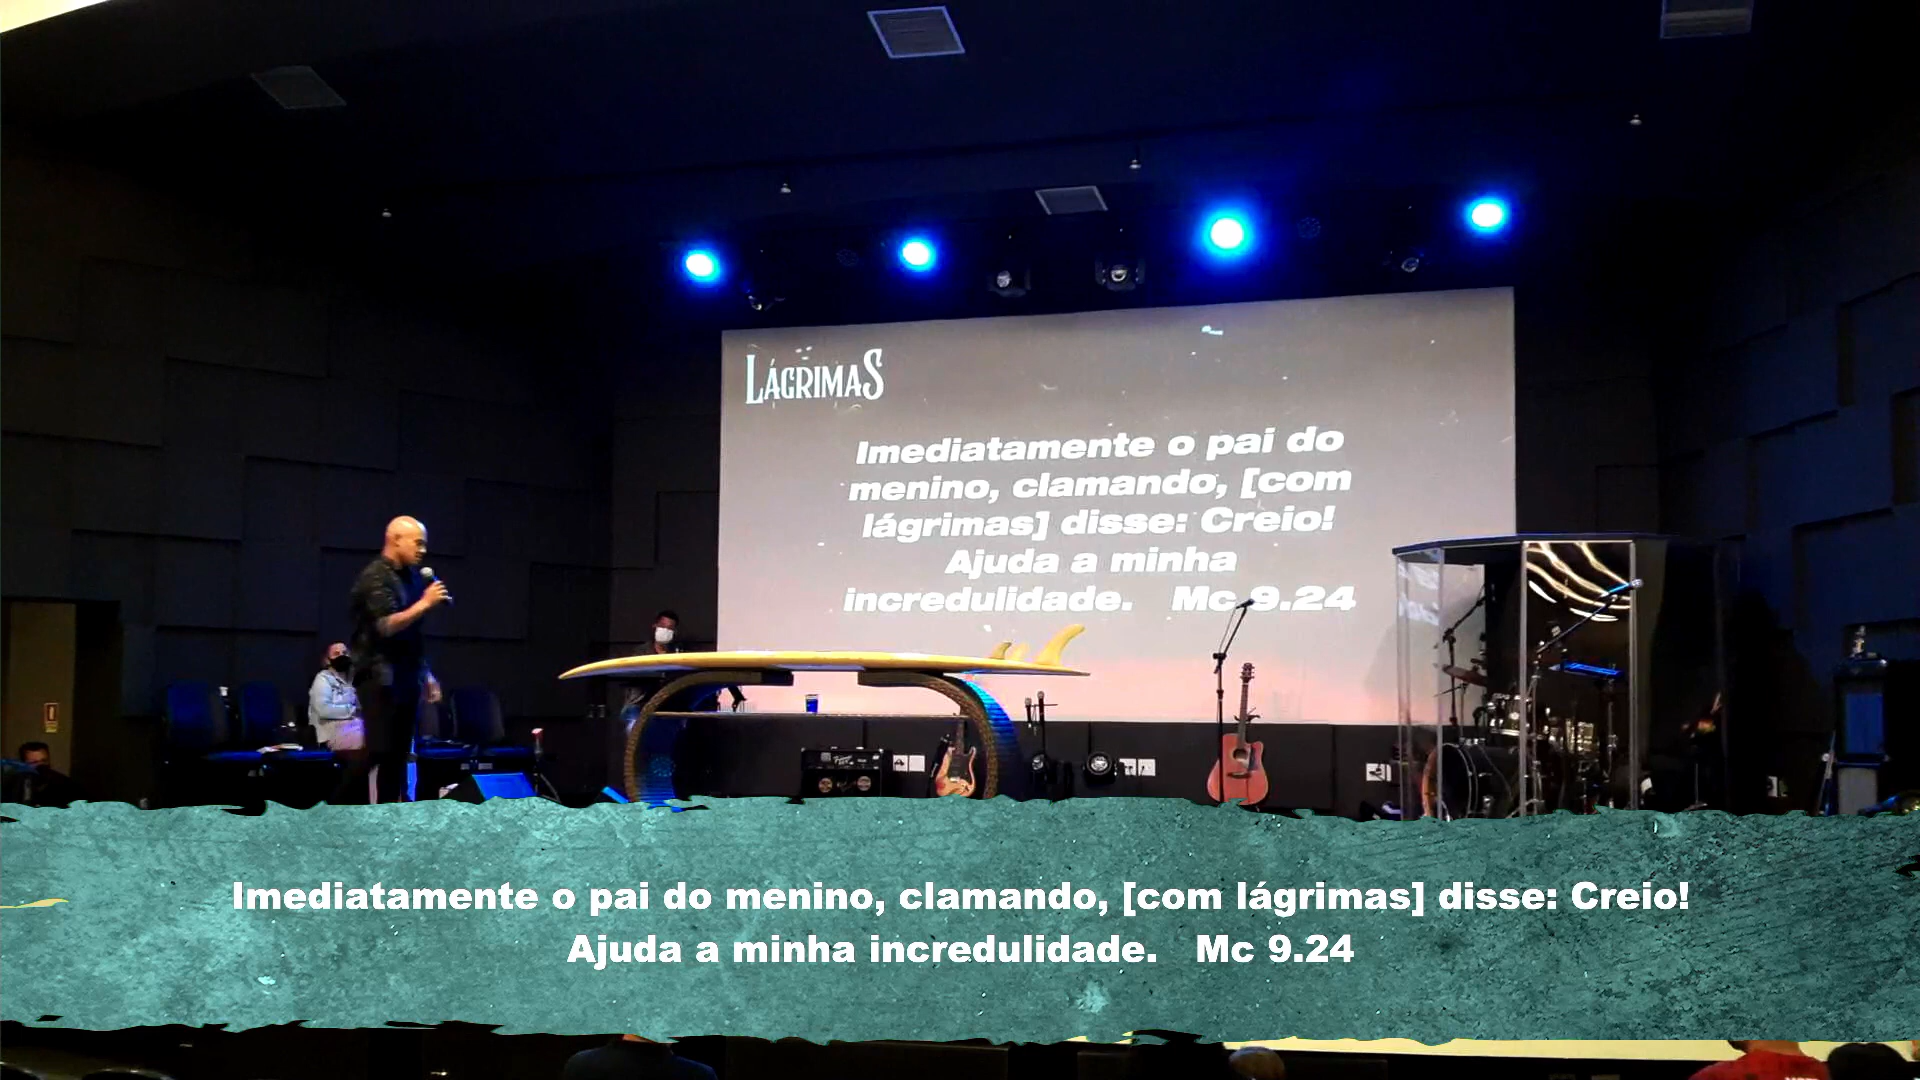 LÁGRIMAS
Imediatamente o pai do
menino, clamando, [com
lágrimas] disse: Creio!
Ajuda a minha
incredulidade. Mc 9.24
Imediatamente o pai do menino, clamando, [com lágrimas] disse: Creio!
Ajuda a minha incredulidade. Mc 9.24